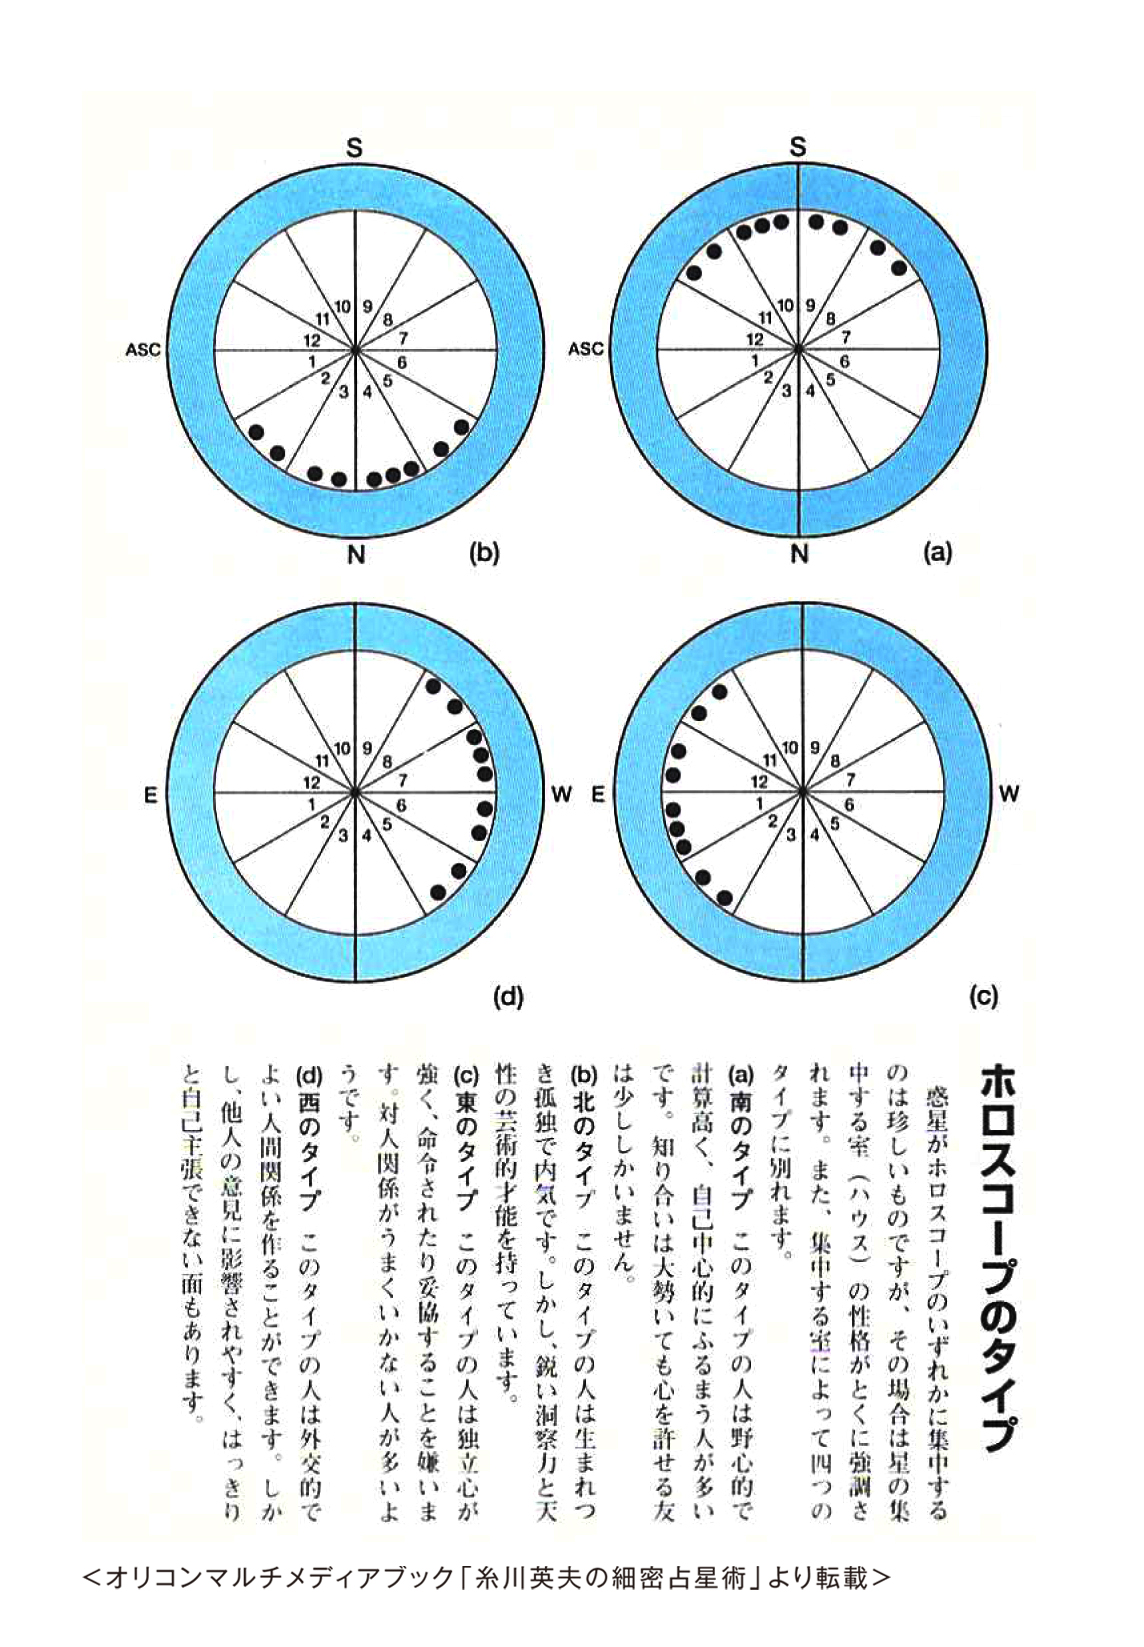 S
S
10 9
11 8
12 7
ASC
1 6
2 5
3 4
N
(b)
10 9
11 8
12 7
ASC
1 6
2 5
3 4
N
(a)
10 9
11 8
12 7
E
W
1 6
2 5
3 4
(d)
10 9
11 8
12 7
E
W
1 6
2 5
3 4
(c)
ホロスコープのタイプ
惑星がホロスコープのいずれかに集中する
のは珍しいものですが、その場合は星の集
中する室（ハウス）の性格がとくに強調さ
れます。また、集中する室によって四つの
タイプに別れます。
(a)南のタイプ このタイプの人は野心的で
計算高く、自己中心的にふるまう人が多い
です。知り合いは大勢いても心を許せる友
は少ししかいません。
(b)北のタイプ このタイプの人は生まれつ
き孤独で内気です。しかし、鋭い洞察力と天
性の芸術的才能を持っています。
(c)東のタイプ このタイプの人は独立心が
強く、命令されたり妥協することを嫌いま
す。対人関係がうまくいかない人が多いよ
うです。
(d)西のタイプ このタイプの人は外交的で
よい人間関係を作ることができます。しか
し、他人の意見に影響されやすく、はっきり
と自己主張できない面もあります。
＜オリコンマルチメディアブック「糸川英夫の細密占星術」より転載＞